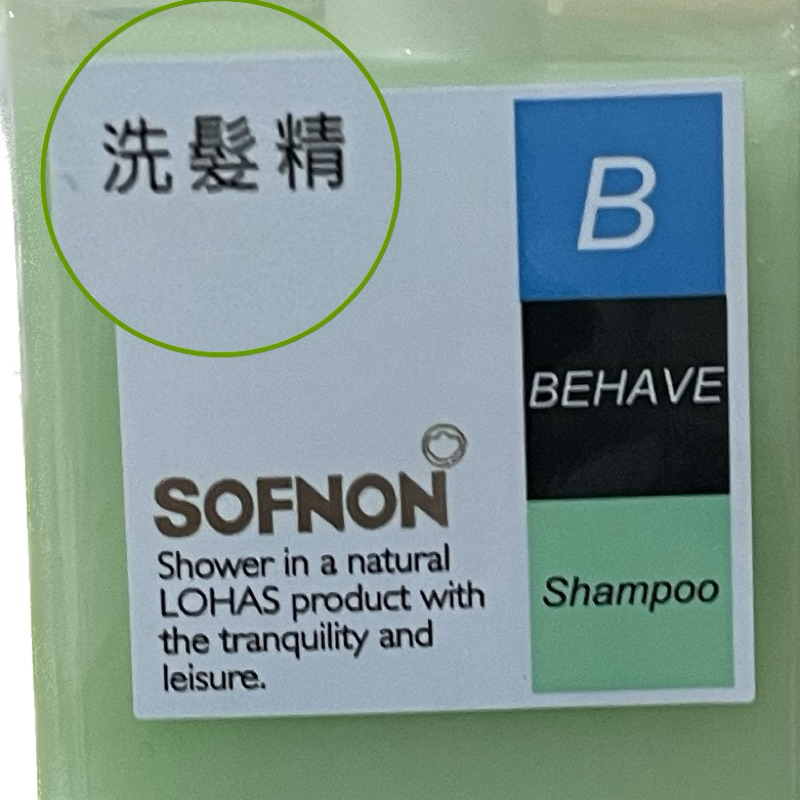 洗髮精
B
BEHAVE
Shampoo
SOFNON
Shower in a natural
LOHAS product with
the tranquility and
leisure.